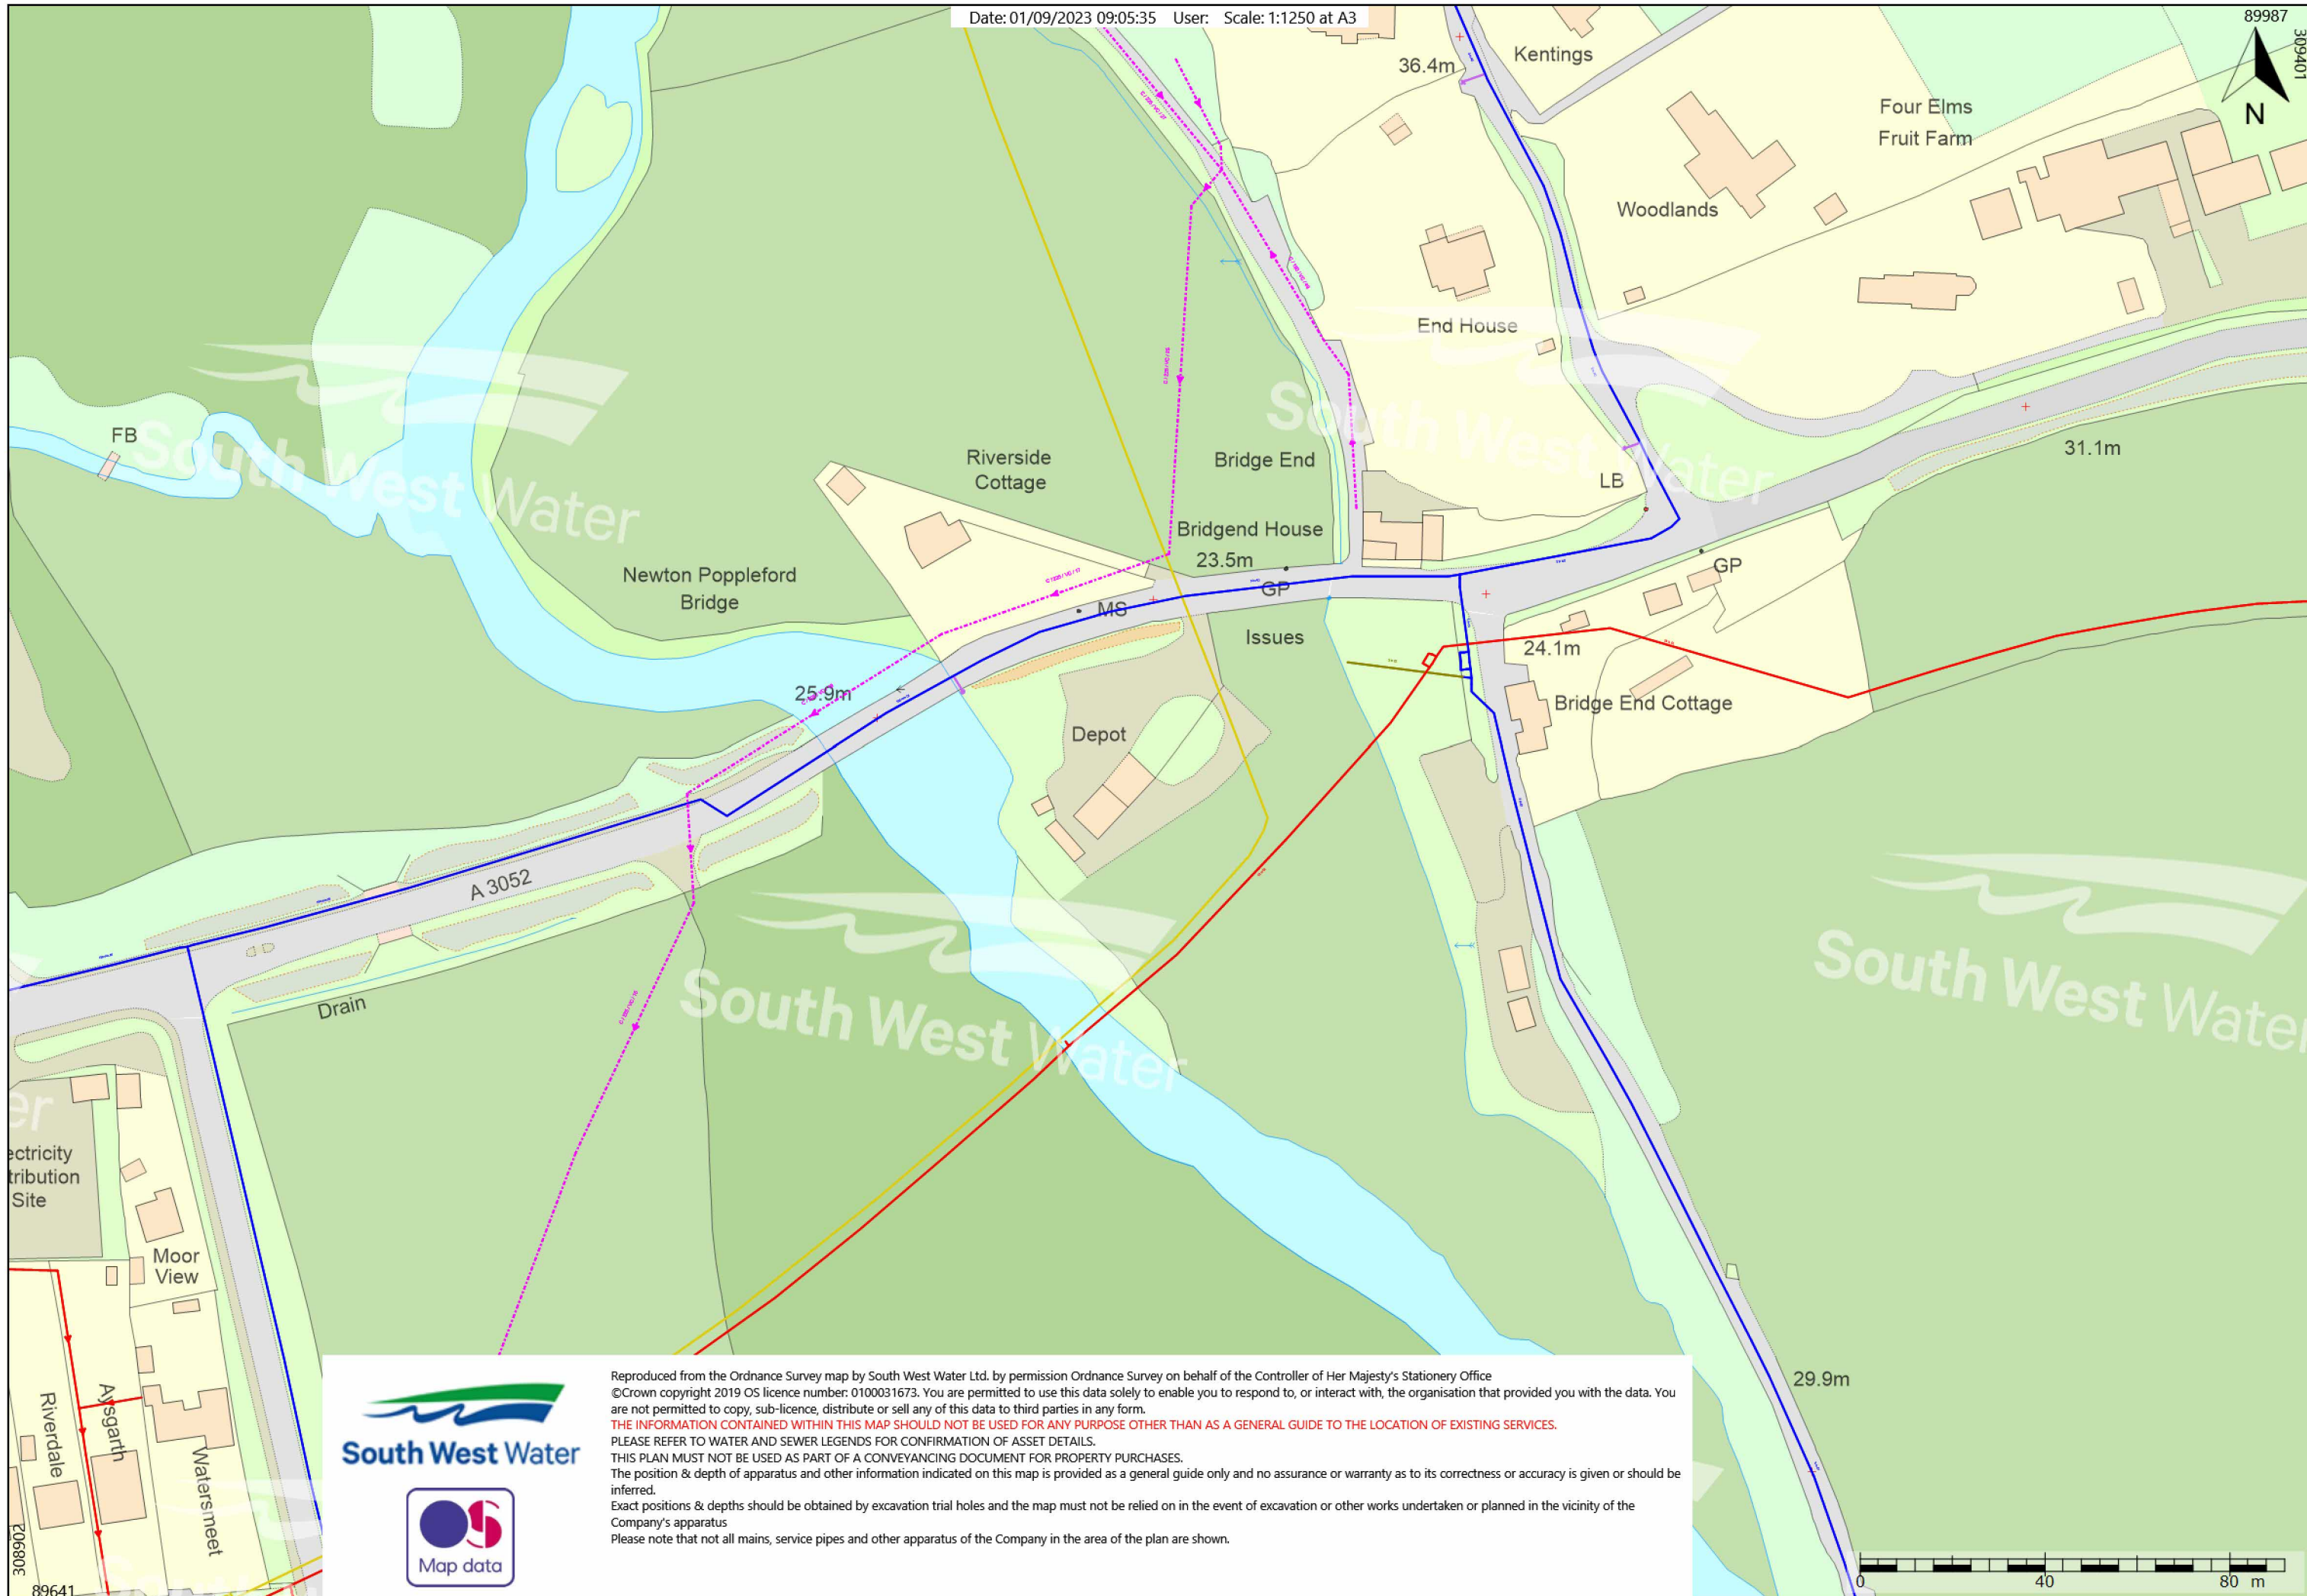 Date: 01/09/2023 09:05:35 User: Scale: 1:1250 at A3
89987
309401
N
Kentings
36.4m
Four Elms
Fruit Farm
Woodlands
End House
FB
South West Water
South West Water
31.1m
Riverside
Cottage
Bridge End
LB
Bridgend House
23.5m
GP
GP
Newton Poppleford
Bridge
MS
Issues
24.1m
25.9m
Bridge End Cottage
Depot
A 3052
South West Water
South West Water
Drain
er
ectricity
tribution
Site
Moor
View
29.9m
Riverdale
Aysgarth
Watersmeet
308902
89641
South West Water
Map data
Reproduced from the Ordnance Survey map by South West Water Ltd. by permission Ordnance Survey on behalf of the Controller of Her Majesty's Stationery Office
©Crown copyright 2019 OS licence number: 0100031673. You are permitted to use this data solely to enable you to respond to, or interact with, the organisation that provided you with the data. You
are not permitted to copy, sub-licence, distribute or sell any of this data to third parties in any form.
THE INFORMATION CONTAINED WITHIN THIS MAP SHOULD NOT BE USED FOR ANY PURPOSE OTHER THAN AS A GENERAL GUIDE TO THE LOCATION OF EXISTING SERVICES.
PLEASE REFER TO WATER AND SEWER LEGENDS FOR CONFIRMATION OF ASSET DETAILS.
THIS PLAN MUST NOT BE USED AS PART OF A CONVEYANCING DOCUMENT FOR PROPERTY PURCHASES.
The position & depth of apparatus and other information indicated on this map is provided as a general guide only and no assurance or warranty as to its correctness or accuracy is given or should be
inferred.
Exact positions & depths should be obtained by excavation trial holes and the map must not be relied on in the event of excavation or other works undertaken or planned in the vicinity of the
Company's apparatus
Please note that not all mains, service pipes and other apparatus of the Company in the area of the plan are shown.
0 40 80 m